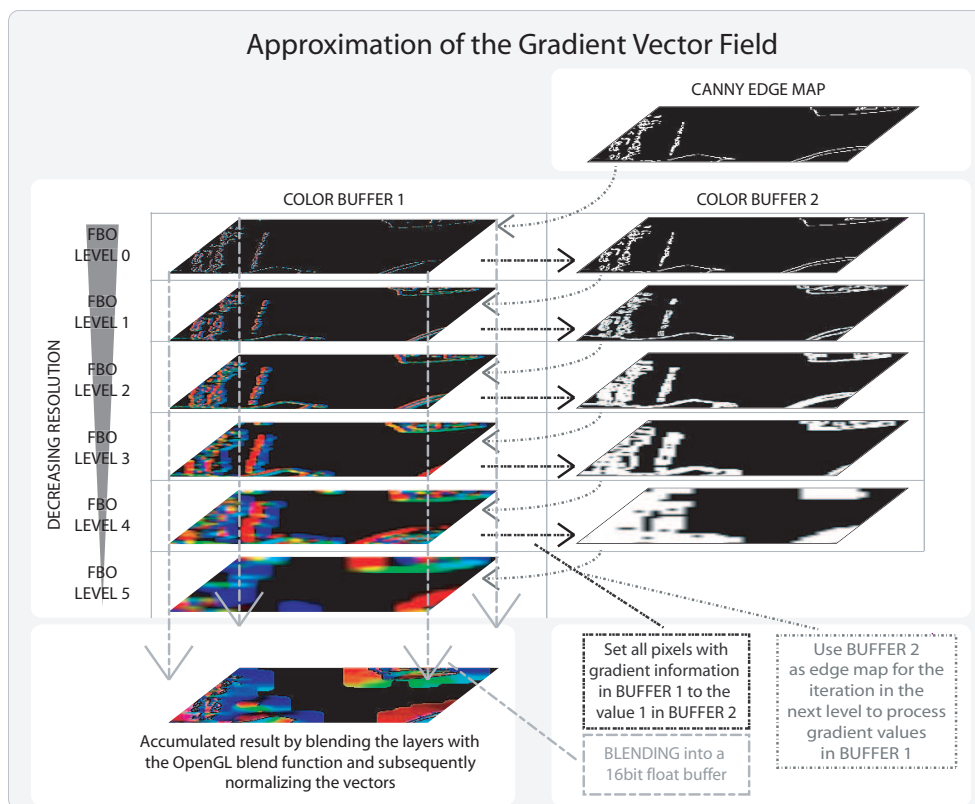 Approximation of the Gradient Vector Field
CANNY EDGE MAP
COLOR BUFFER 1
COLOR BUFFER 2
DECREASING RESOLUTION
FBO
LEVEL 0
FBO
LEVEL 1
FBO
LEVEL 2
FBO
LEVEL 3
FBO
LEVEL 4
FBO
LEVEL 5
Accumulated result by blending the layers with
the OpenGL blend function and subsequently
normalizing the vectors
Set all pixels with
gradient information
in BUFFER 1 to the
value 1 in BUFFER 2
BLENDING into a
16bit float buffer
Use BUFFER 2
as edge map for the
iteration in the
next level to process
gradient values
in BUFFER 1